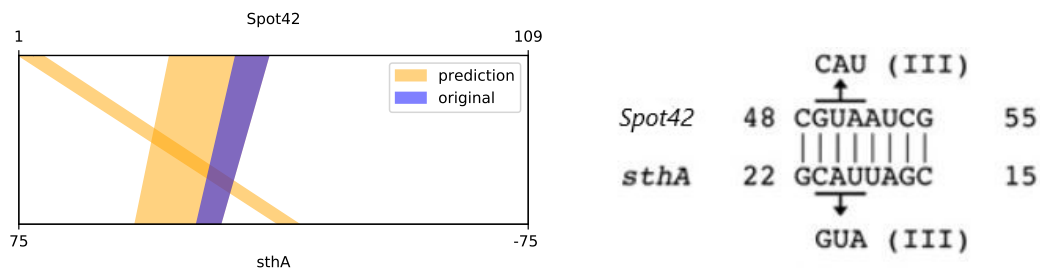 Spot42
1 109
prediction
original
75 -75
sthA
CAU (III)
Spot42 48 CGUAAUCG 55
sthA 22 GCAUUAGC 15
GUA (III)